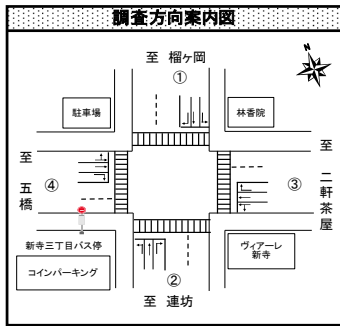 調査方向案内図
至 榴ヶ岡
①
N
駐車場
林香院
至 五橋
④
③
至 二軒茶屋
新寺三丁目バス停
コインパーキング
②
ヴィアーレ
新寺
至 連坊